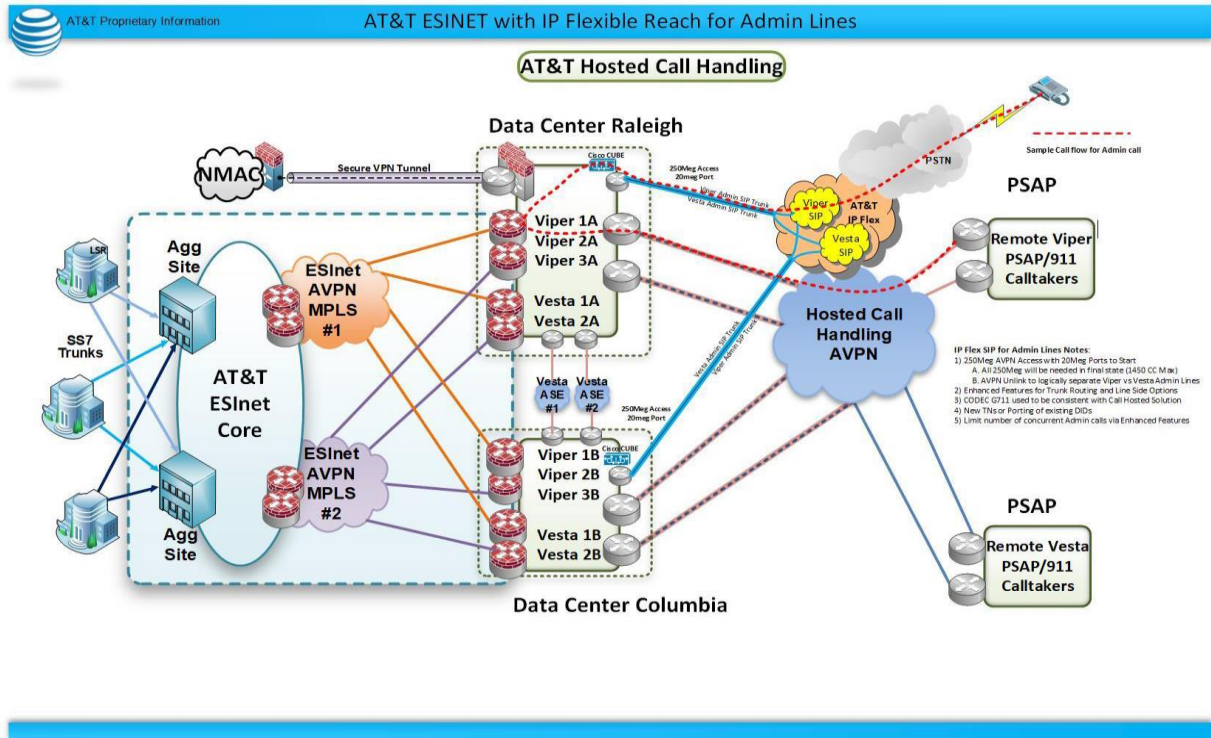 AT&T Proprietary Information
AT&T ESINET with IP Flexible Reach for Admin Lines
AT&T Hosted Call Handling
Data Center Raleigh
NMAC
Secure VPN Tunnel
Cisco CUBE
250Meg Access
20meg Port
Viper Admin SIP Trunk
Vesta Admin SIP Trunk
PSTN
Sample Call flow for Admin call
Viper
SIP
AT&T
IP Flex
Vesta
SIP
PSAP
Remote Viper
PSAP/911
Calltakers
LSR
SS7
Trunks
Agg
Site
AT&T
ESInet
Core
Agg
Site
ESInet
AVPN
MPLS
#1
ESInet
AVPN
MPLS
#2
Viper 1A
Viper 2A
Viper 3A
Vesta 1A
Vesta 2A
Vesta
ASE
#1
Vesta
ASE
#2
250Meg Access
20meg Port
Vesta Admin SIP Trunk
Viper Admin SIP Trunk
Cisco CUBE
Viper 1B
Viper 2B
Viper 3B
Vesta 1B
Vesta 2B
Data Center Columbia
Hosted Call
Handling
AVPN
IP Flex SIP for Admin Lines Notes:
1) 250Meg AVPN Access with 20Meg Ports to Start
A. All 250Meg will be needed in final state (1450 CC Max)
B. AVPN Unlink to logically separate Viper vs Vesta Admin Lines
2) Enhanced Features for Trunk Routing and Line Side Options
3) CODEC G711 used to be consistent with Call Hosted Solution
4) New TNs or Porting of existing DIDs
5) Limit number of concurrent Admin calls via Enhanced Features
PSAP
Remote Vesta
PSAP/911
Calltakers